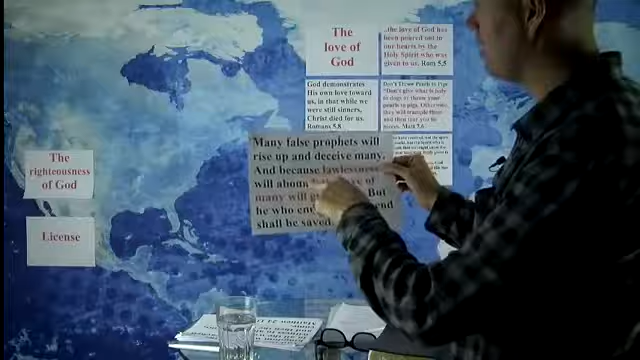 The
love of
God
...the love of God has
been poured out in
our hearts by the
Holy Spirit who was
given to us. Rom 5.5
God demonstrates
His own love toward
us, in that while we
were still sinners,
Christ died for us.
Romans 5.8
Don't Throw Pearls to Pigs
"Don't give what is holy
to dogs or throw your
pearls to pigs. Otherwise,
they will trample them
and then tear you to
pieces. Matt 7.6
Many false prophets will
rise up and deceive many.
And because lawlessness
will abound of
many will But
he who end
shall be saved.
The
righteousness
of God
License